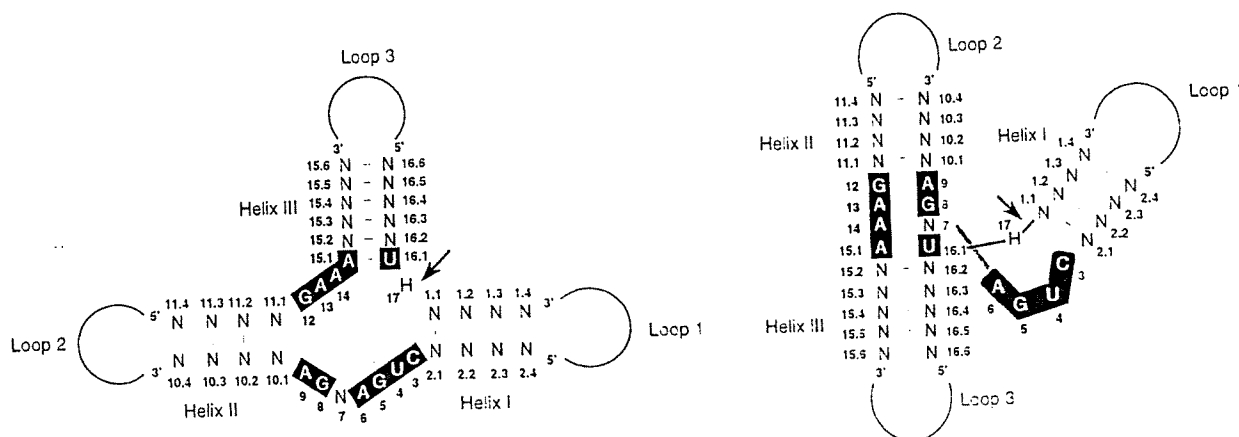 Loop 3
3' 5'
15.6 N - N 16.6
15.5 N - N 16.5
15.4 N - N 16.4
Helix III
15.3 N - N 16.3
15.2 N - N 16.2
15.1 A U 16.1
G A A A
12 13 14
H
17
11.4 11.3 11.2 11.1
5' N N N N
1.1 1.2 1.3 1.4
N N N N 3'
Loop 2
Loop 1
3' N N N N
10.4 10.3 10.2 10.1
A G N A G U C
9 8 7 6 5 4 3
N N N N 5'
2.1 2.2 2.3 2.4
Helix II
Helix I
Loop 2
5' 3'
11.4 N - N 10.4
11.3 N N 10.3
Helix II
11.2 N N 10.2
11.1 N N 10.1
12 G A 9
13 A G 8
14 A N 7
15.1 A U 16.1
15.2 N N 16.2
15.3 N N 16.3
15.4 N N 16.4
Helix III
15.5 N N 16.5
15.6 N N 16.6
3' 5'
Loop 3
Loop 1
Helix I
3'
1.4 N
1.3 N
1.2 N
1.1 N
17
H
5'
N 2.4
N 2.3
N 2.2
N 2.1
A G U C
6 5 4 3